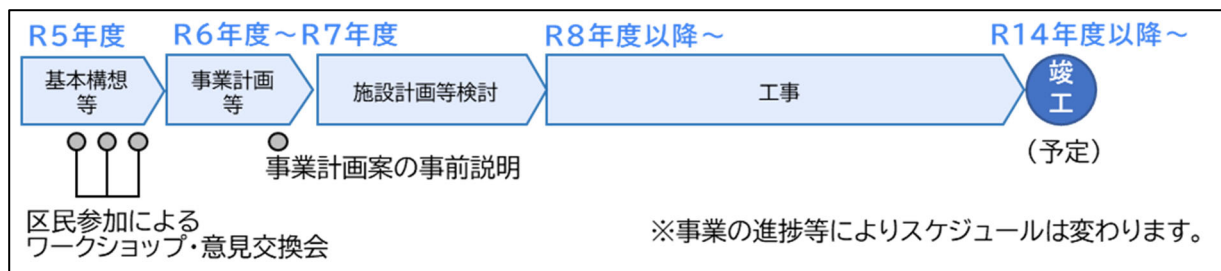 R5年度
R6年度～R7年度
R8年度以降～
R14年度以降～
基本構想
等
事業計画
等
施設計画等検討
工事
竣
工
（予定）
事業計画案の事前説明
区民参加による
ワークショップ・意見交換会
※事業の進捗等によりスケジュールは変わります。